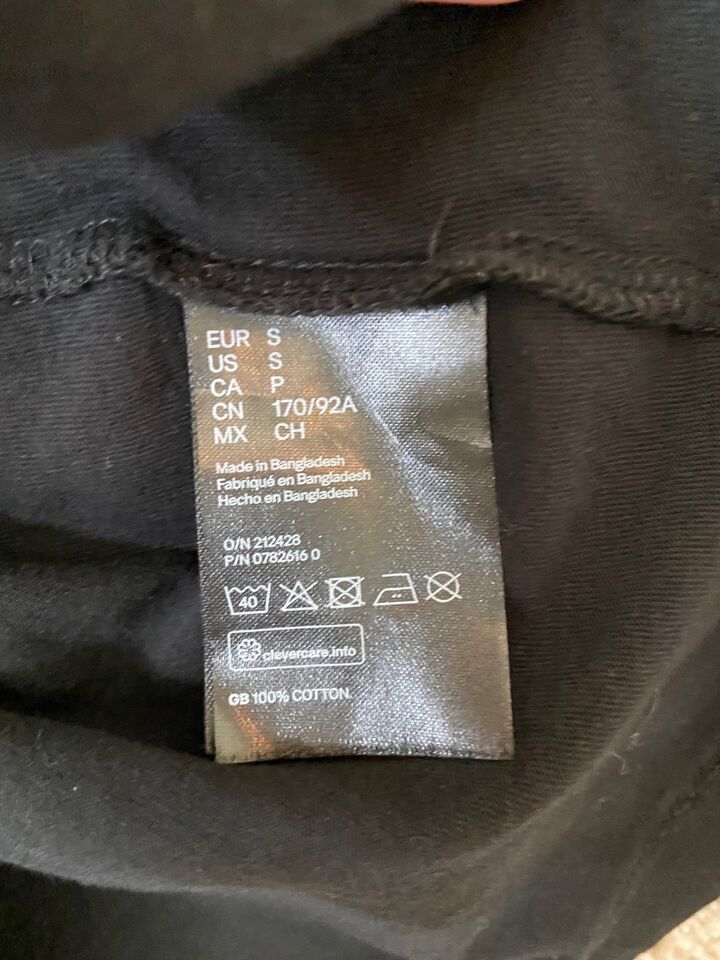 EUR S
US S
CA P
CN 170/92A
MX CH
Made in Bangladesh
Fabriqué en Bangladesh
Hecho en Bangladesh
O/N 212428
P/N 0782616 0
40
clevercare.info
GB 100% COTTON.